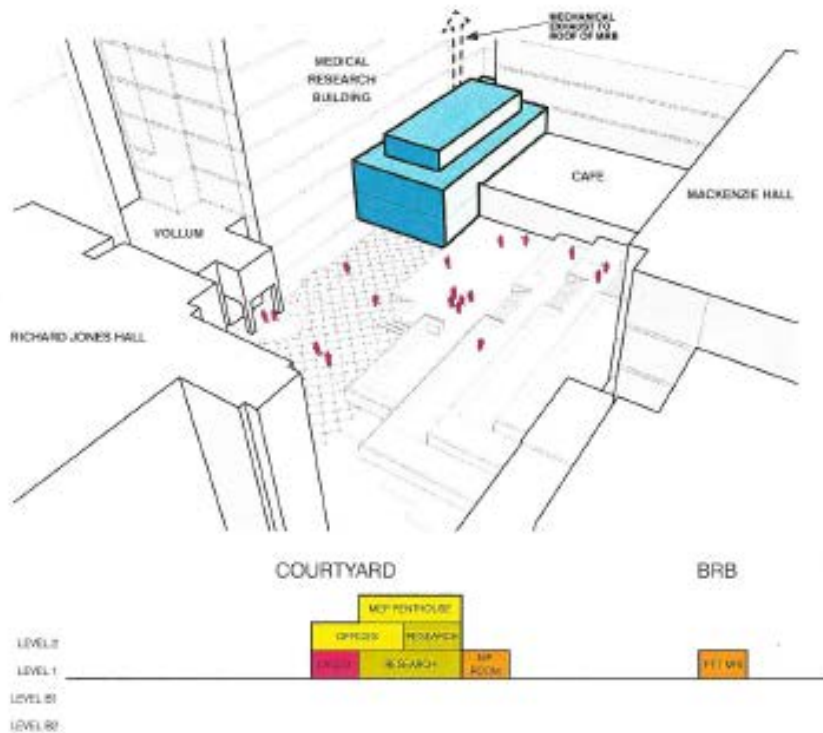 MECHANICAL
EXHAUST TO
ROOF OF MRB
MEDICAL
RESEARCH
BUILDING
CAFE
MACKENZIE HALL
VOLLUM
RICHARD JONES HALL
COURTYARD
BRB
MEP PENTHOUSE
LEVEL 2
OFFICES
RESEARCH
LEVEL 1
RESEARCH
ROOM
LEVEL B1
LEVEL B2